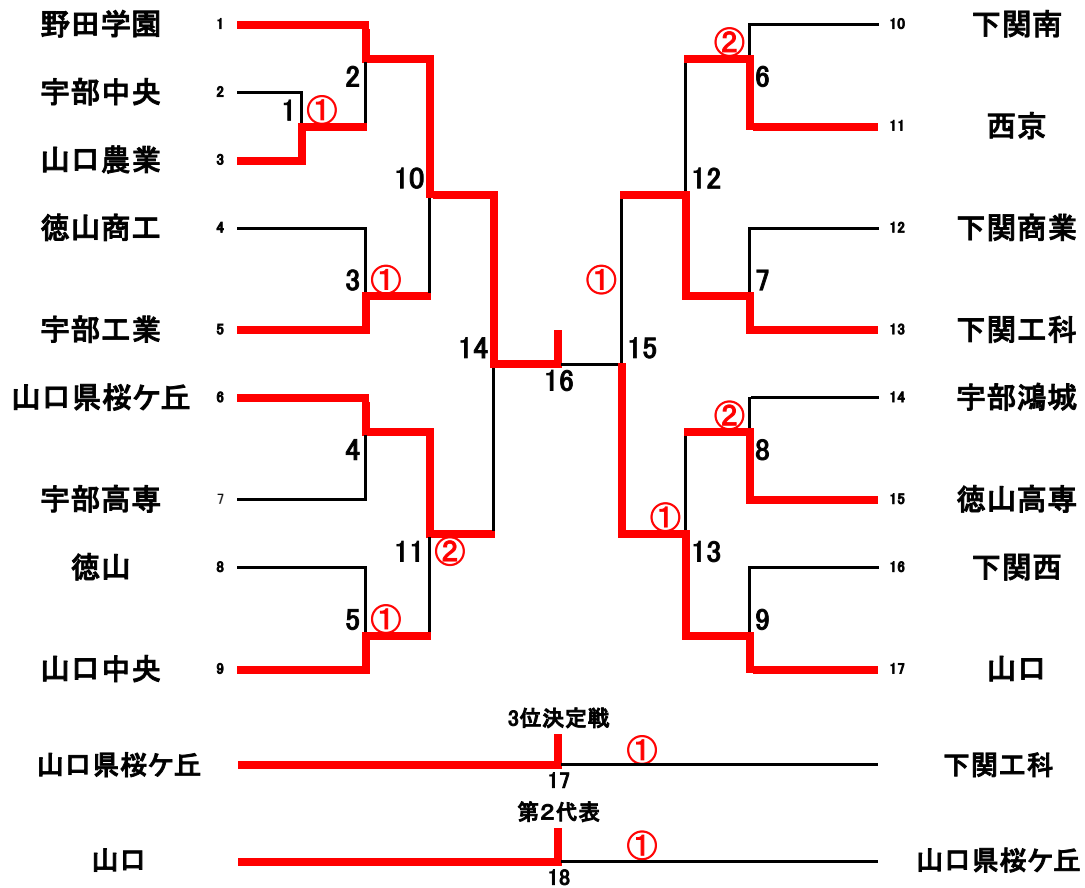 野田学園 1
宇部中央 2
山口農業 3
徳山商工 4
宇部工業 5
山口県桜ケ丘 6
宇部高専 7
徳山 8
山口中央 9
1 ①
2
3 ①
4
5 ①
10
11 ②
14
16
15 ①
12
13 ①
② 6
7
② 8
9
10 下関南
11 西京
12 下関商業
13 下関工科
14 宇部鴻城
15 徳山高専
16 下関西
17 山口
3位決定戦
山口県桜ケ丘 17 ① 下関工科
第2代表
山口 18 ① 山口県桜ケ丘